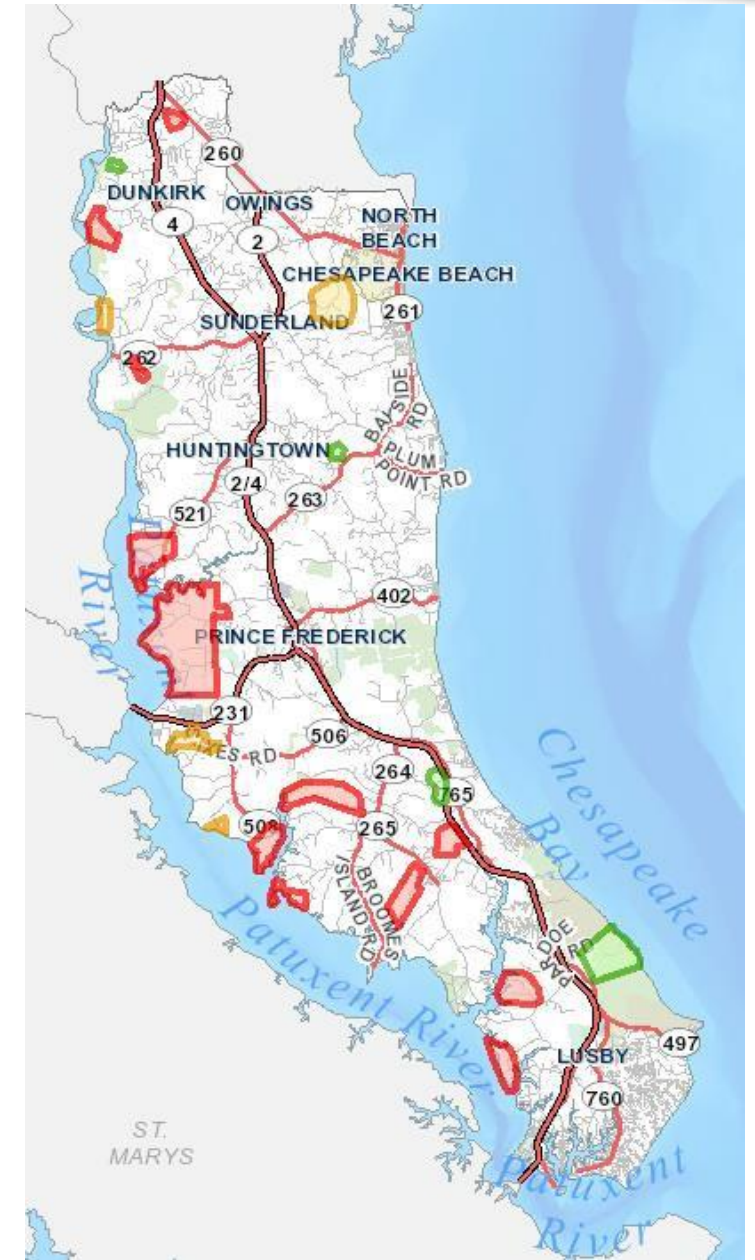 260
DUNKIRK
OWINGS
4
2
NORTH
BEACH
CHESAPEAKE BEACH
261
SUNDERLAND
262
BAYSIDE
RD
HUNTINGTOWN
PLUM
POINT RD
2/4
263
521
River
402
PRINCE FREDERICK
231
506
SIXES RD
264
765
Chesapeake
Bay
508
265
BROOMES
ISLAND RD
Patuxent River
PARDOE
RD
LUSBY
497
760
ST.
MARYS
Patuxent
River